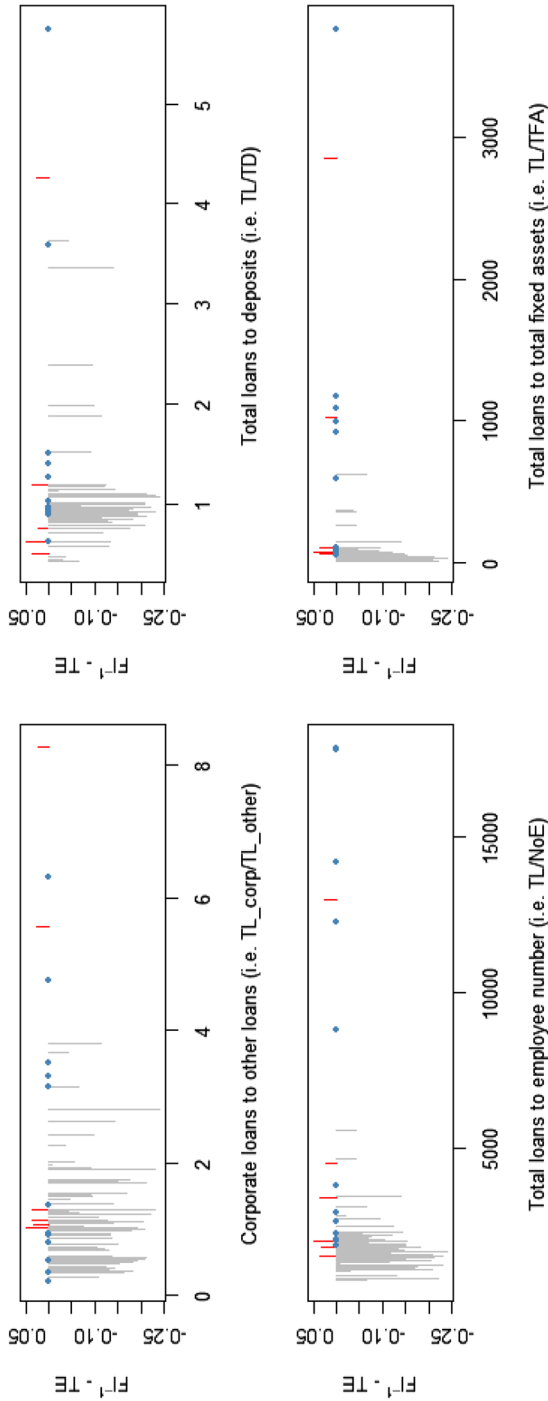 FI⁻¹ - TE
0.05
-0.10
-0.25
0 2 4 6 8
Corporate loans to other loans (i.e. TL_corp/TL_other)
FI⁻¹ - TE
0.05
-0.10
-0.25
1 2 3 4 5
Total loans to deposits (i.e. TL/TD)
FI⁻¹ - TE
0.05
-0.10
-0.25
5000 10000 15000
Total loans to employee number (i.e. TL/NoE)
FI⁻¹ - TE
0.05
-0.10
-0.25
0 1000 2000 3000
Total loans to total fixed assets (i.e. TL/TFA)